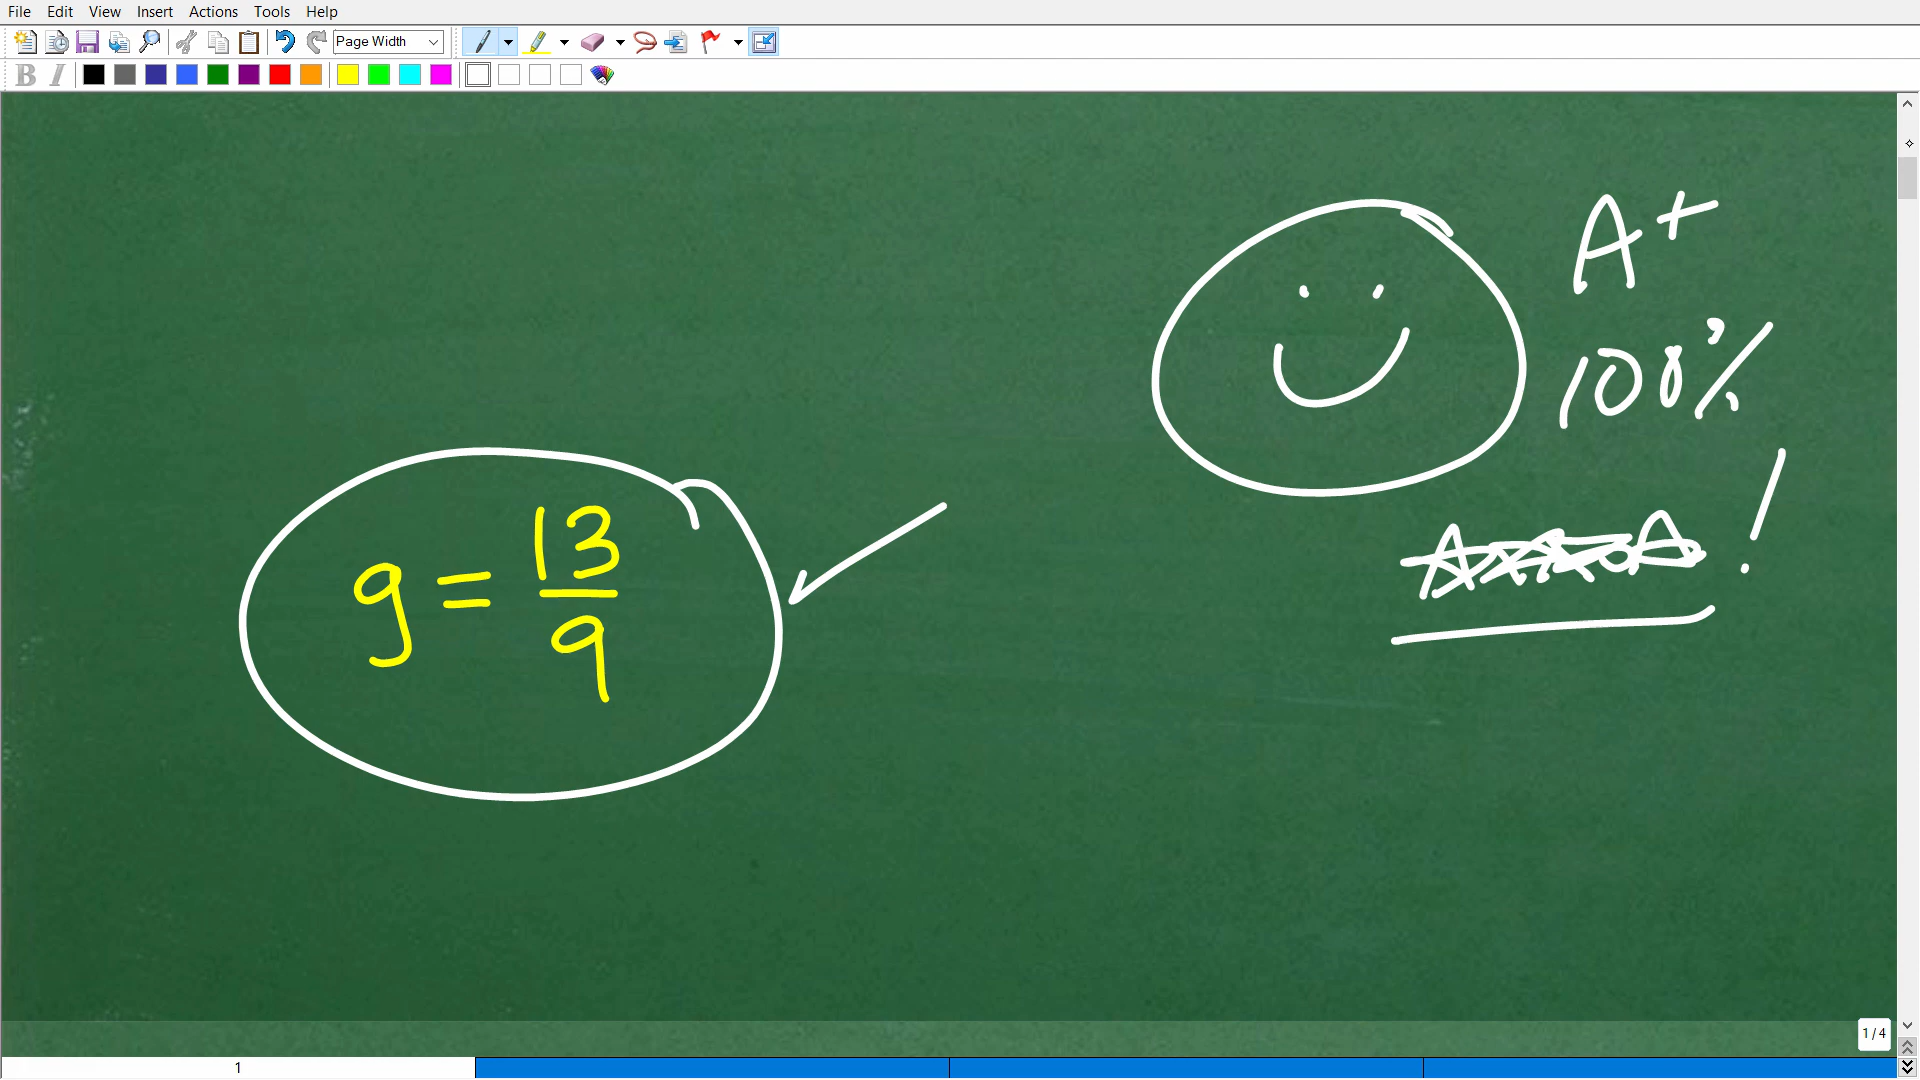 File Edit View Insert Actions Tools Help
Page Width
B I
A+
100%
g = 13/9
!
1 / 4
1